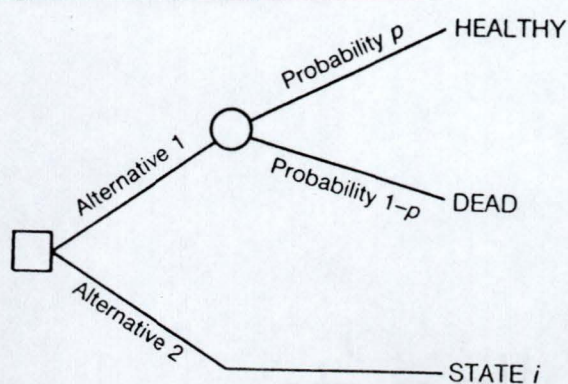 Probability p
HEALTHY
Alternative 1
Probability 1-p
DEAD
Alternative 2
STATE i